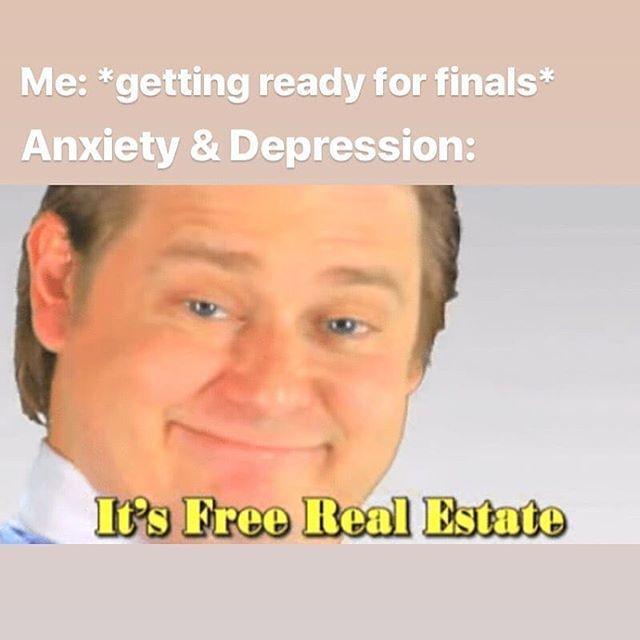 Me: *getting ready for finals*
Anxiety & Depression:
It's Free Real Estate